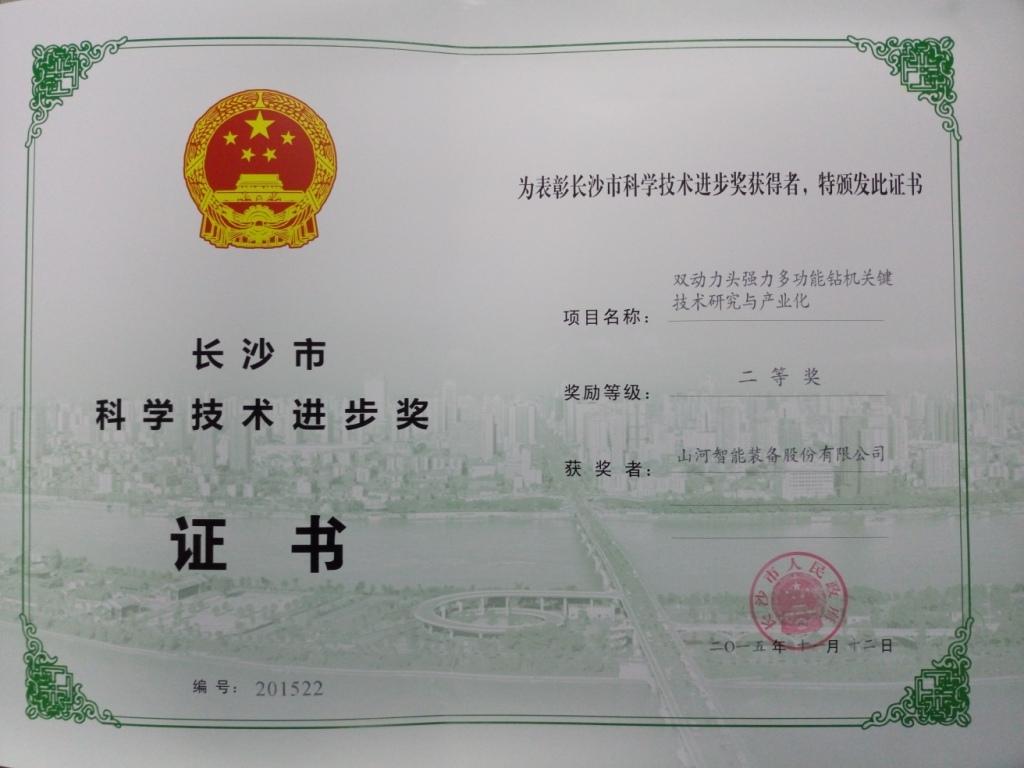 长沙市
科学技术进步奖
证书
编号：201522
为表彰长沙市科学技术进步奖获得者，特颁发此证书
项目名称：双动力头强力多功能钻机关键
技术研究与产业化
奖励等级：二等奖
获奖者：山河智能装备股份有限公司
长沙市人民政府
二〇一五年十一月十二日